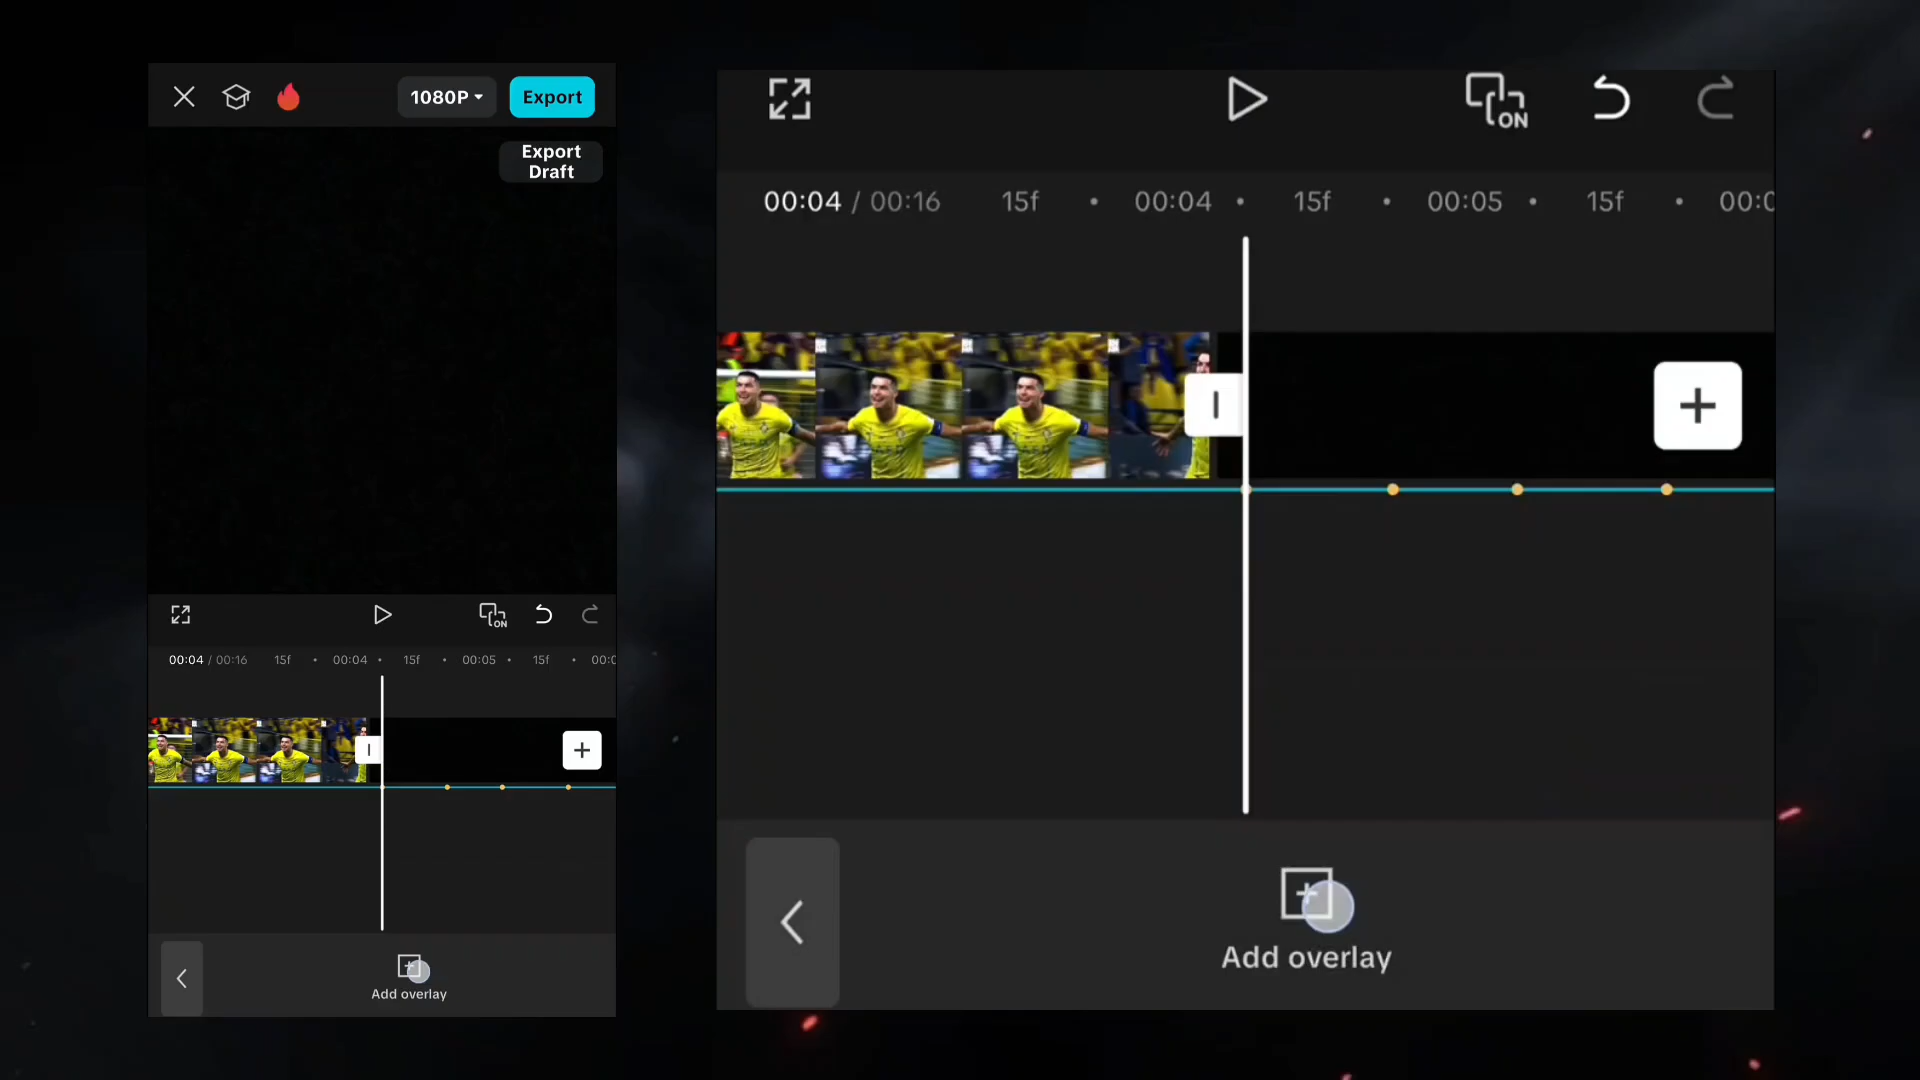 1080P
Export
Export
Draft
ON
00:04 / 00:16 15f 00:04 15f 00:05 15f 00:0
Add overlay
ON
00:04 / 00:16 15f 00:04 15f 00:05 15f 00:0
Add overlay